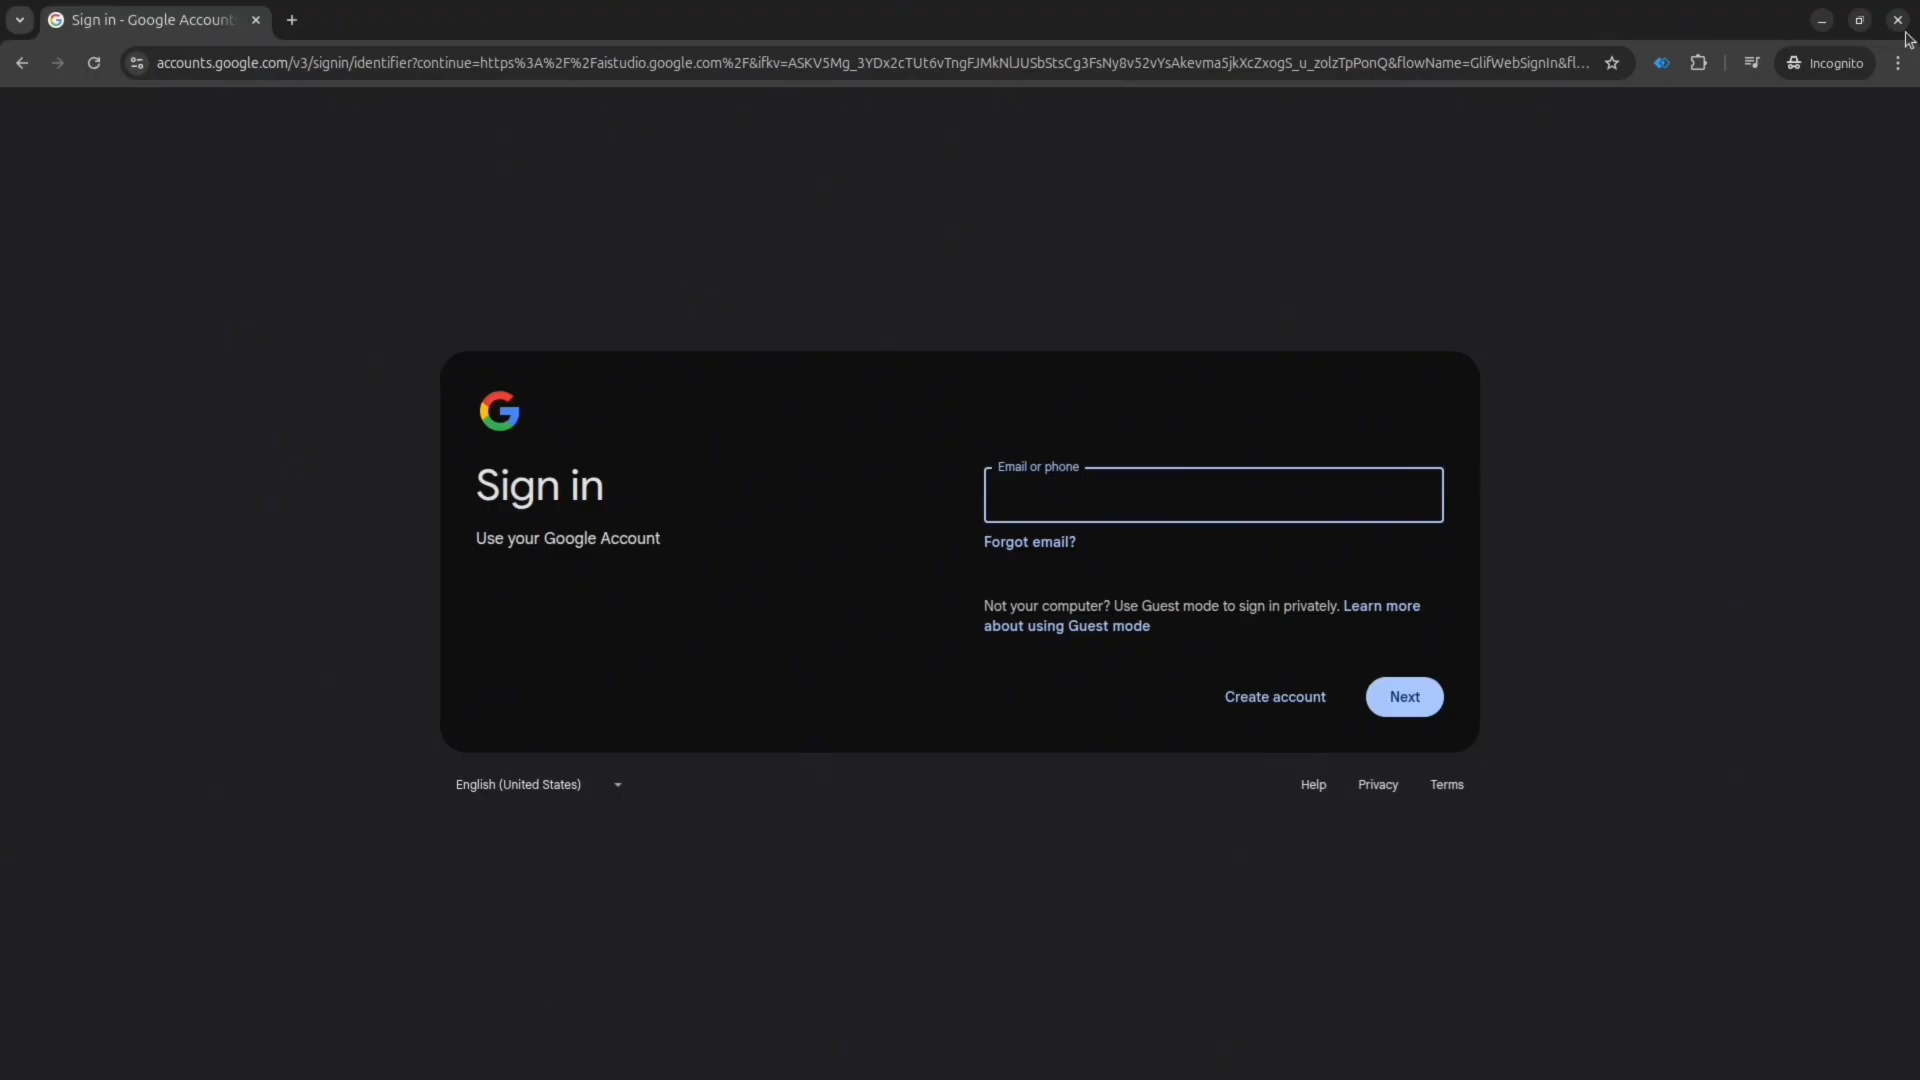 Sign in - Google Account
accounts.google.com/v3/signin/identifier?continue=https%3A%2F%2Faistudio.google.com%2F&ifkv=ASKV5Mg_3YDx2cTUt6vTngFJMkNlJUSbStsCg3FsNy8v52vYsAkevma5jkXcZxogS_u_zolzTpPonQ&flowName=GlifWebSignIn&fl...
Incognito
Sign in
Use your Google Account
Email or phone
Forgot email?
Not your computer? Use Guest mode to sign in privately. Learn more
about using Guest mode
Create account
Next
English (United States)
Help
Privacy
Terms